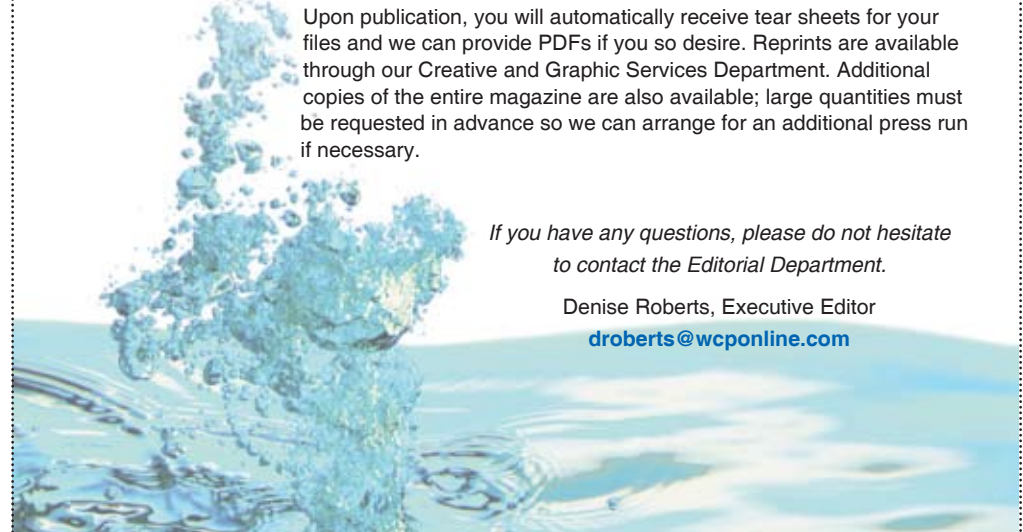 Upon publication, you will automatically receive tear sheets for your
files and we can provide PDFs if you so desire. Reprints are available
through our Creative and Graphic Services Department. Additional
copies of the entire magazine are also available; large quantities must
be requested in advance so we can arrange for an additional press run
if necessary.
If you have any questions, please do not hesitate
to contact the Editorial Department.
Denise Roberts, Executive Editor
droberts@wcponline.com